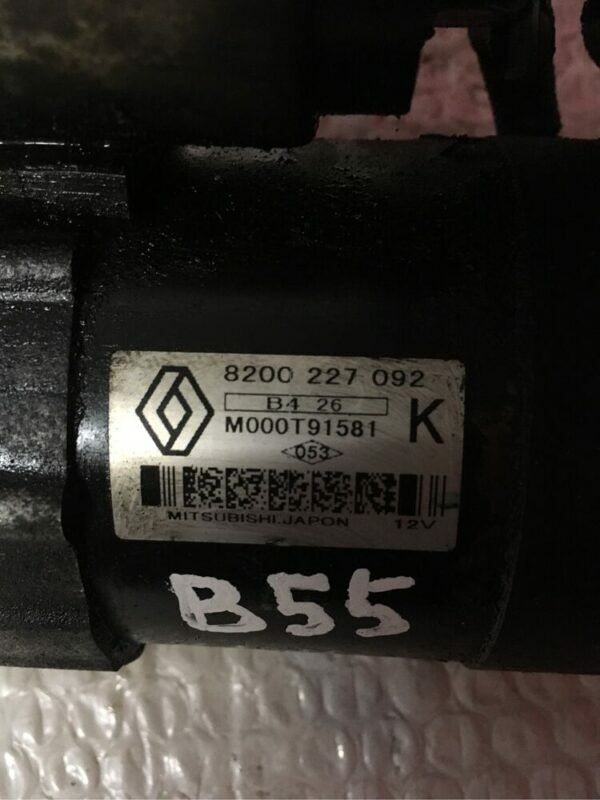 8200 227 092
B4 26
M000T91581 K
053
MITSUBISHI.JAPON 12V
B55